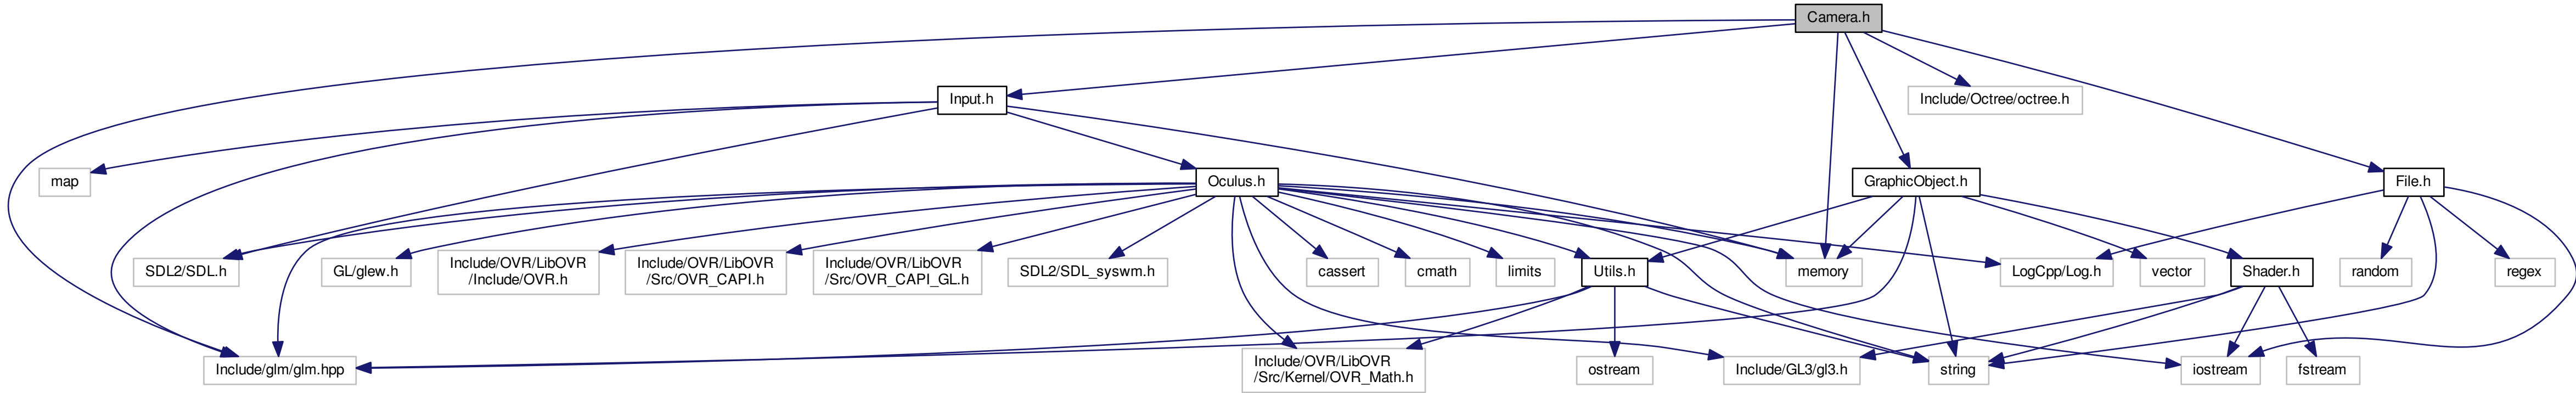 Camera.h
Input.h
Include/Octree/octree.h
map
Oculus.h
GraphicObject.h
File.h
SDL2/SDL.h
GL/glew.h
Include/OVR/LibOVR
/Include/OVR.h
Include/OVR/LibOVR
/Src/OVR_CAPI.h
Include/OVR/LibOVR
/Src/OVR_CAPI_GL.h
SDL2/SDL_syswm.h
cassert
cmath
limits
Utils.h
memory
LogCpp/Log.h
vector
Shader.h
random
regex
Include/glm/glm.hpp
Include/OVR/LibOVR
/Src/Kernel/OVR_Math.h
ostream
Include/GL3/gl3.h
string
iostream
fstream